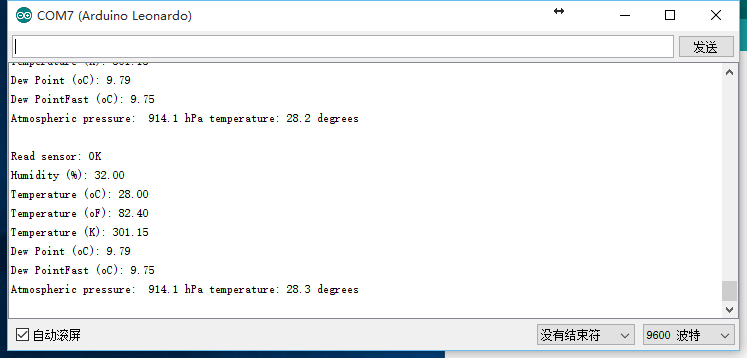 COM7 (Arduino Leonardo)
发送
Temperature (K): 301.15
Dew Point (oC): 9.79
Dew PointFast (oC): 9.75
Atmospheric pressure:  914.1 hPa temperature: 28.2 degrees
Read sensor: OK
Humidity (%): 32.00
Temperature (oC): 28.00
Temperature (oF): 82.40
Temperature (K): 301.15
Dew Point (oC): 9.79
Dew PointFast (oC): 9.75
Atmospheric pressure:  914.1 hPa temperature: 28.3 degrees
自动滚屏
没有结束符
9600 波特